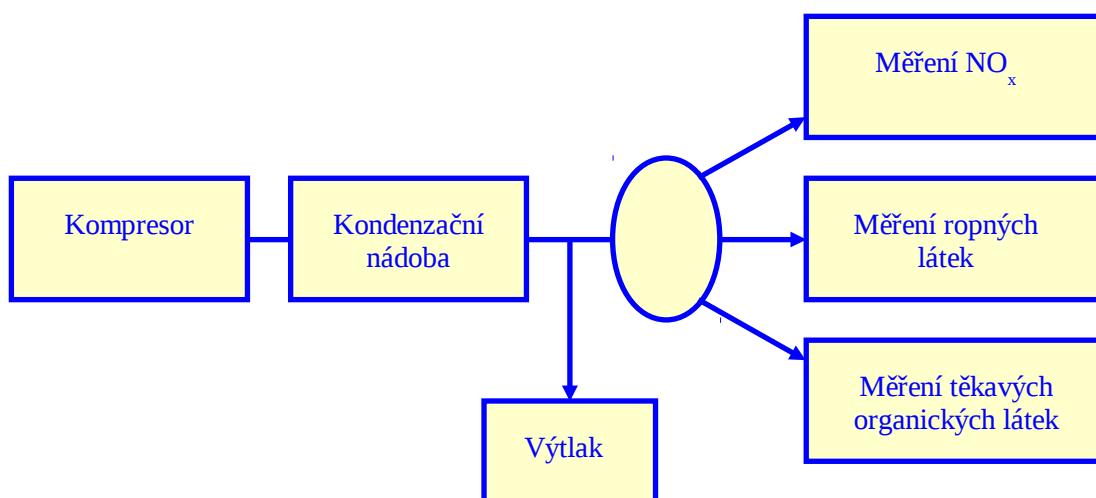 Měření NOx
Kompresor
Kondenzační
nádoba
Měření ropných
látek
Měření těkavých
organických látek
Výtlak